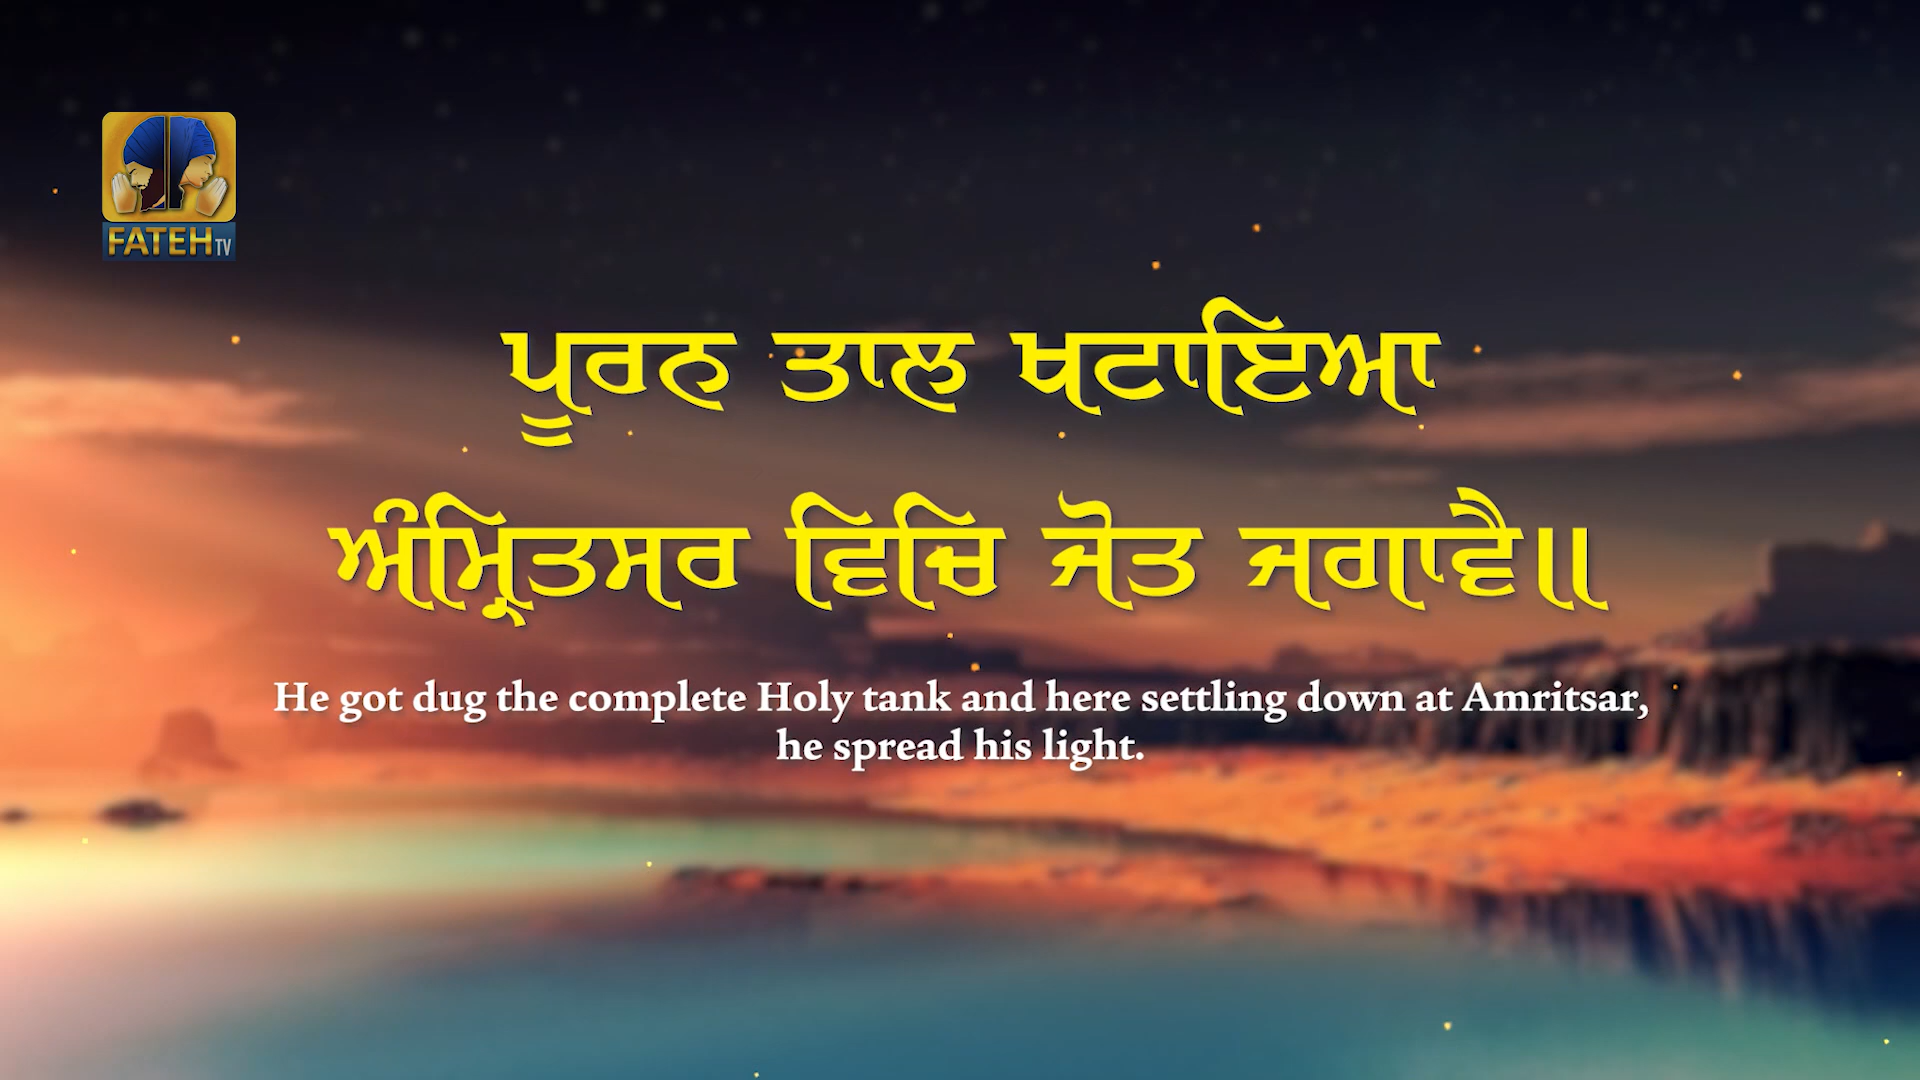 FATEH TV
ਪੂਰਨ ਤਾਲ ਖਟਾਇਆ
ਅੰਮ੍ਰਿਤਸਰ ਵਿਚਿ ਜੋਤ ਜਗਾਵੈ॥
He got dug the complete Holy tank and here settling down at Amritsar,
he spread his light.